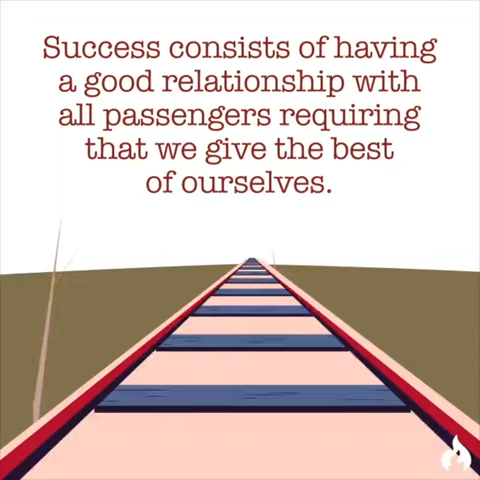 Success consists of having
a good relationship with
all passengers requiring
that we give the best
of ourselves.